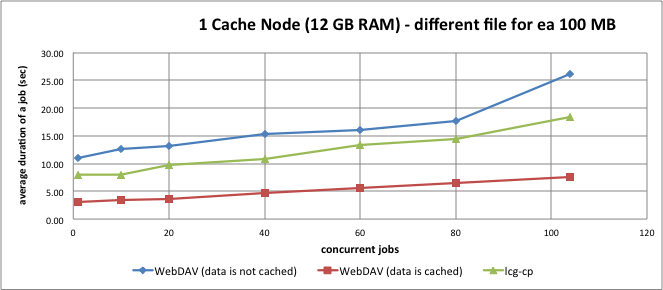 1 Cache Node (12 GB RAM) - different file for ea 100 MB
average duration of a job (sec)
30.00
25.00
20.00
15.00
10.00
5.00
0.00
0 20 40 60 80 100 120
concurrent jobs
WebDAV (data is not cached) WebDAV (data is cached) lcg-cp